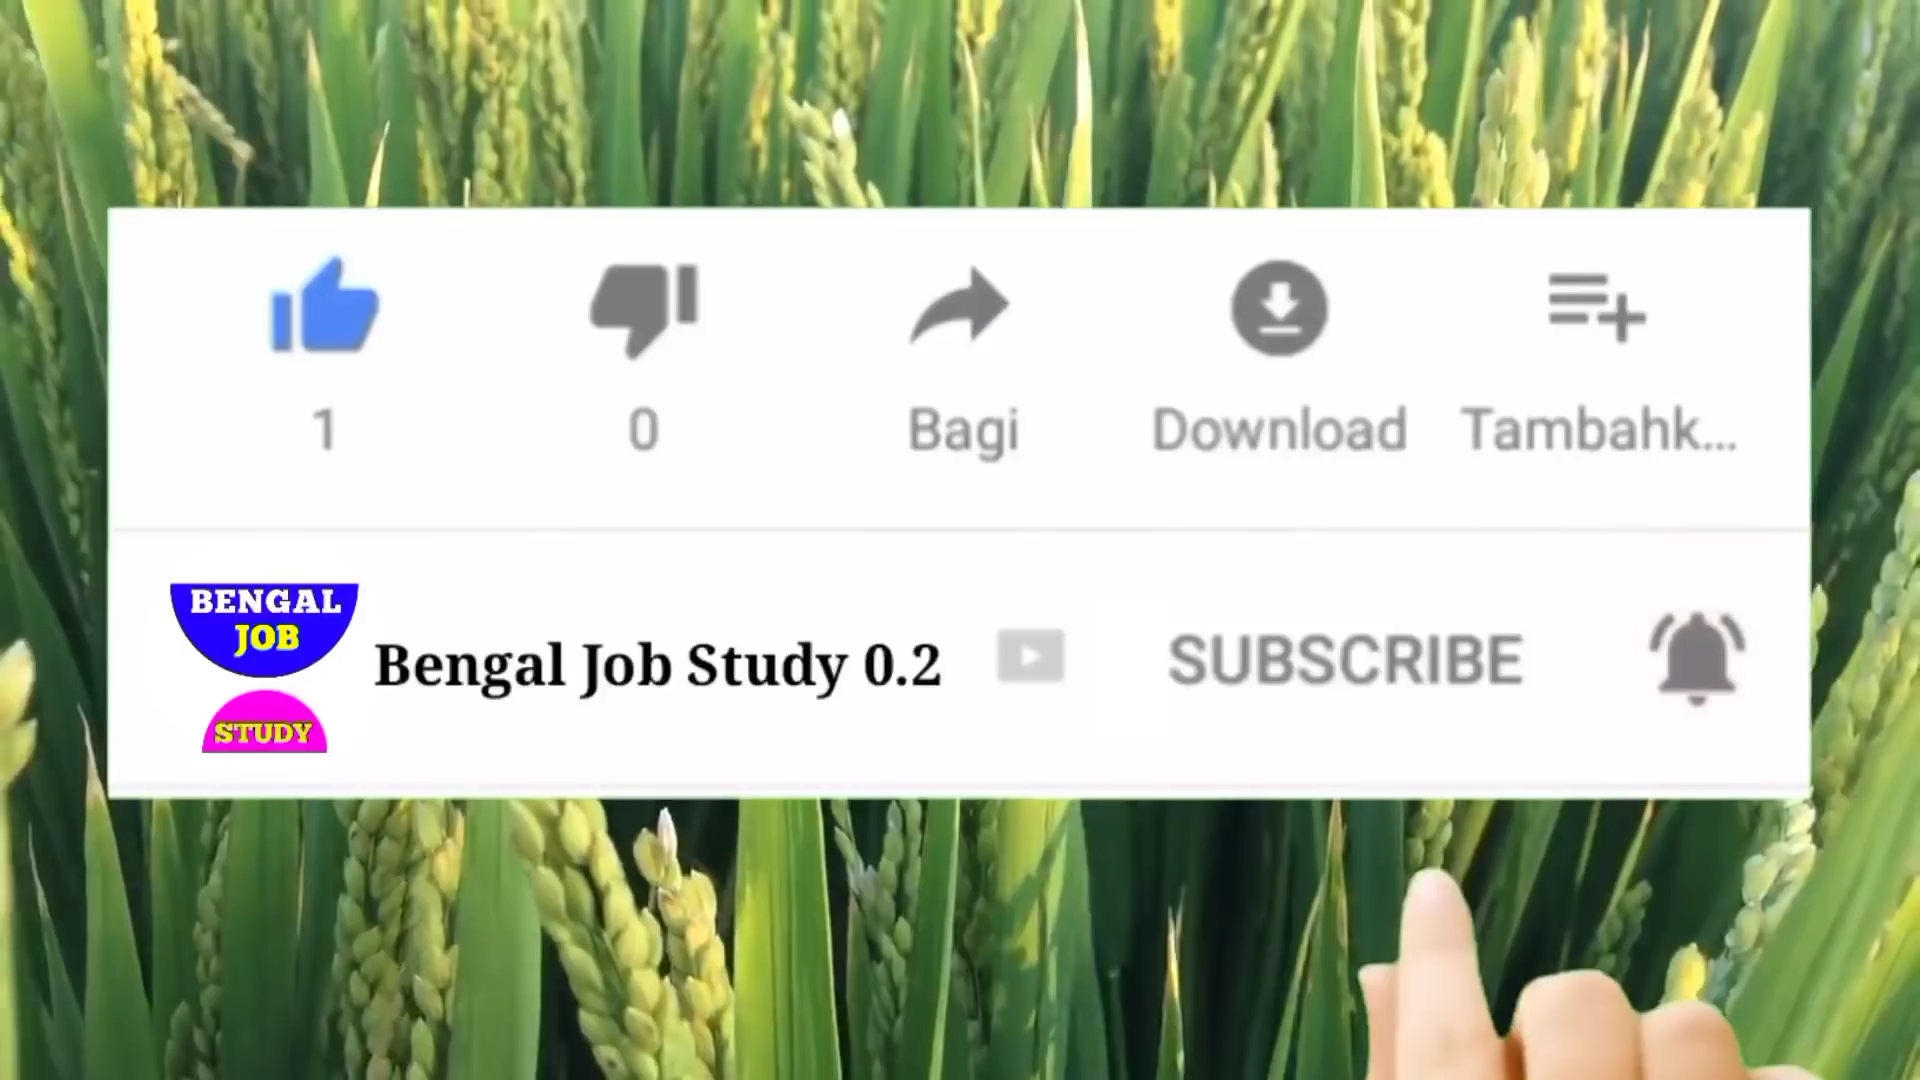 1
0
Bagi
Download
Tambahk...
BENGAL
JOB
STUDY
Bengal Job Study 0.2
SUBSCRIBE